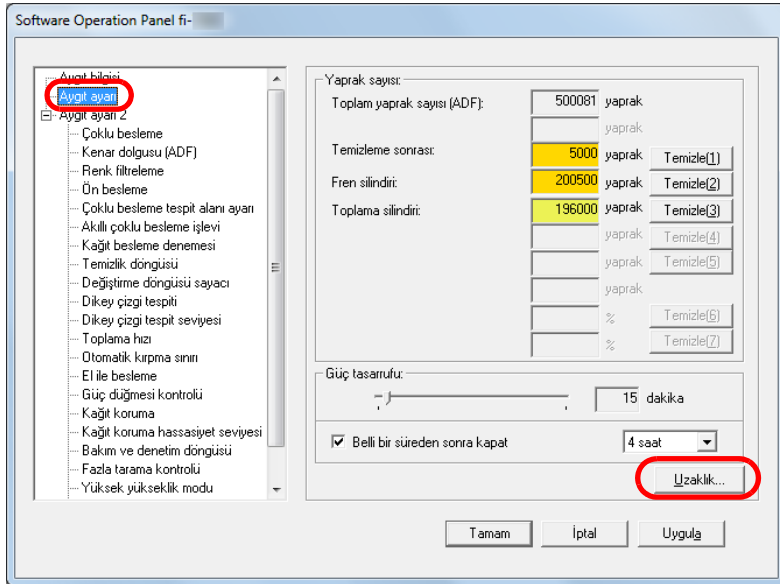 Software Operation Panel fi-
Aygıt bilgisi
Aygıt ayarı
Aygıt ayarı 2
Çoklu besleme
Kenar dolgusu (ADF)
Renk filtreleme
Ön besleme
Çoklu besleme tespit alanı ayarı
Akıllı çoklu besleme işlevi
Kağıt besleme denemesi
Temizlik döngüsü
Değiştirme döngüsü sayacı
Dikey çizgi tespiti
Dikey çizgi tespit seviyesi
Toplama hızı
Otomatik kırpma sınırı
El ile besleme
Güç düğmesi kontrolü
Kağıt koruma
Kağıt koruma hassasiyet seviyesi
Bakım ve denetim döngüsü
Fazla tarama kontrolü
Yüksek yükseklik modu
Yaprak sayısı:
Toplam yaprak sayısı (ADF): 500081 yaprak
yaprak
Temizleme sonrası: 5000 yaprak Temizle(1)
Fren silindiri: 200500 yaprak Temizle(2)
Toplama silindiri: 196000 yaprak Temizle(3)
yaprak Temizle(4)
yaprak Temizle(5)
yaprak
% Temizle(6)
% Temizle(7)
Güç tasarrufu:
15 dakika
Belli bir süreden sonra kapat 4 saat
Uzaklık...
Tamam İptal Uygula